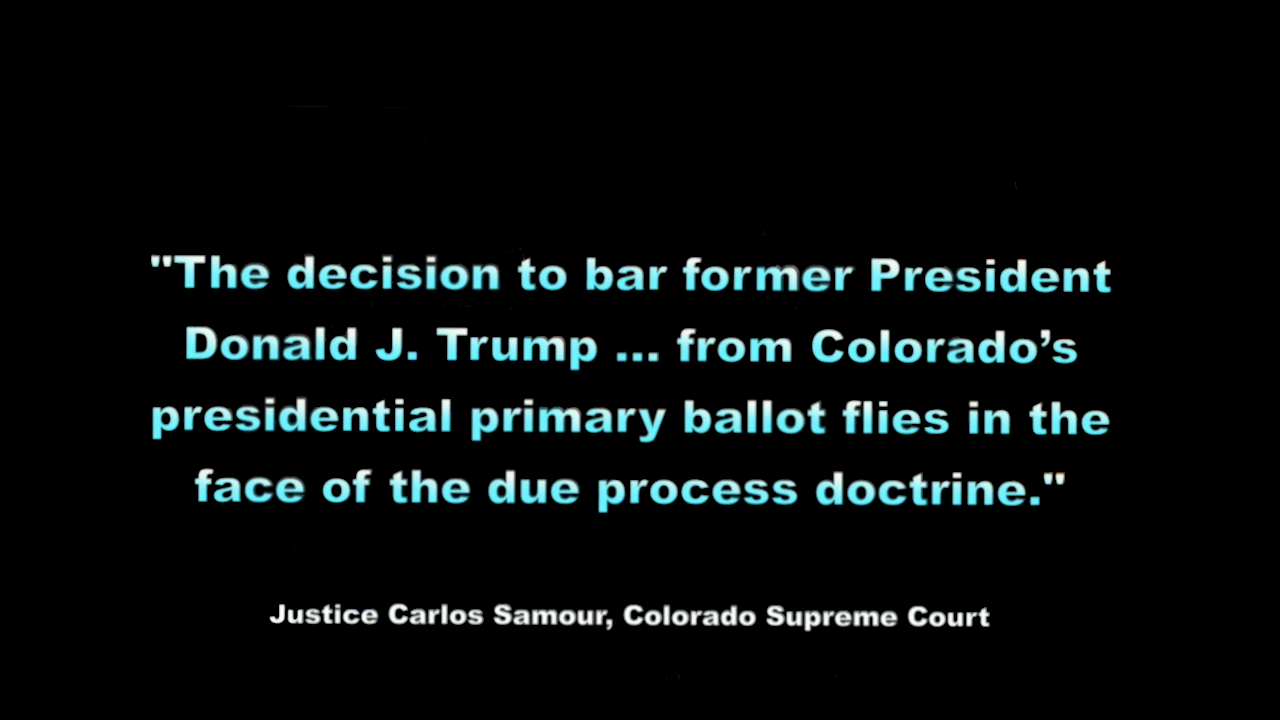 "The decision to bar former President
Donald J. Trump ... from Colorado’s
presidential primary ballot flies in the
face of the due process doctrine."
Justice Carlos Samour, Colorado Supreme Court